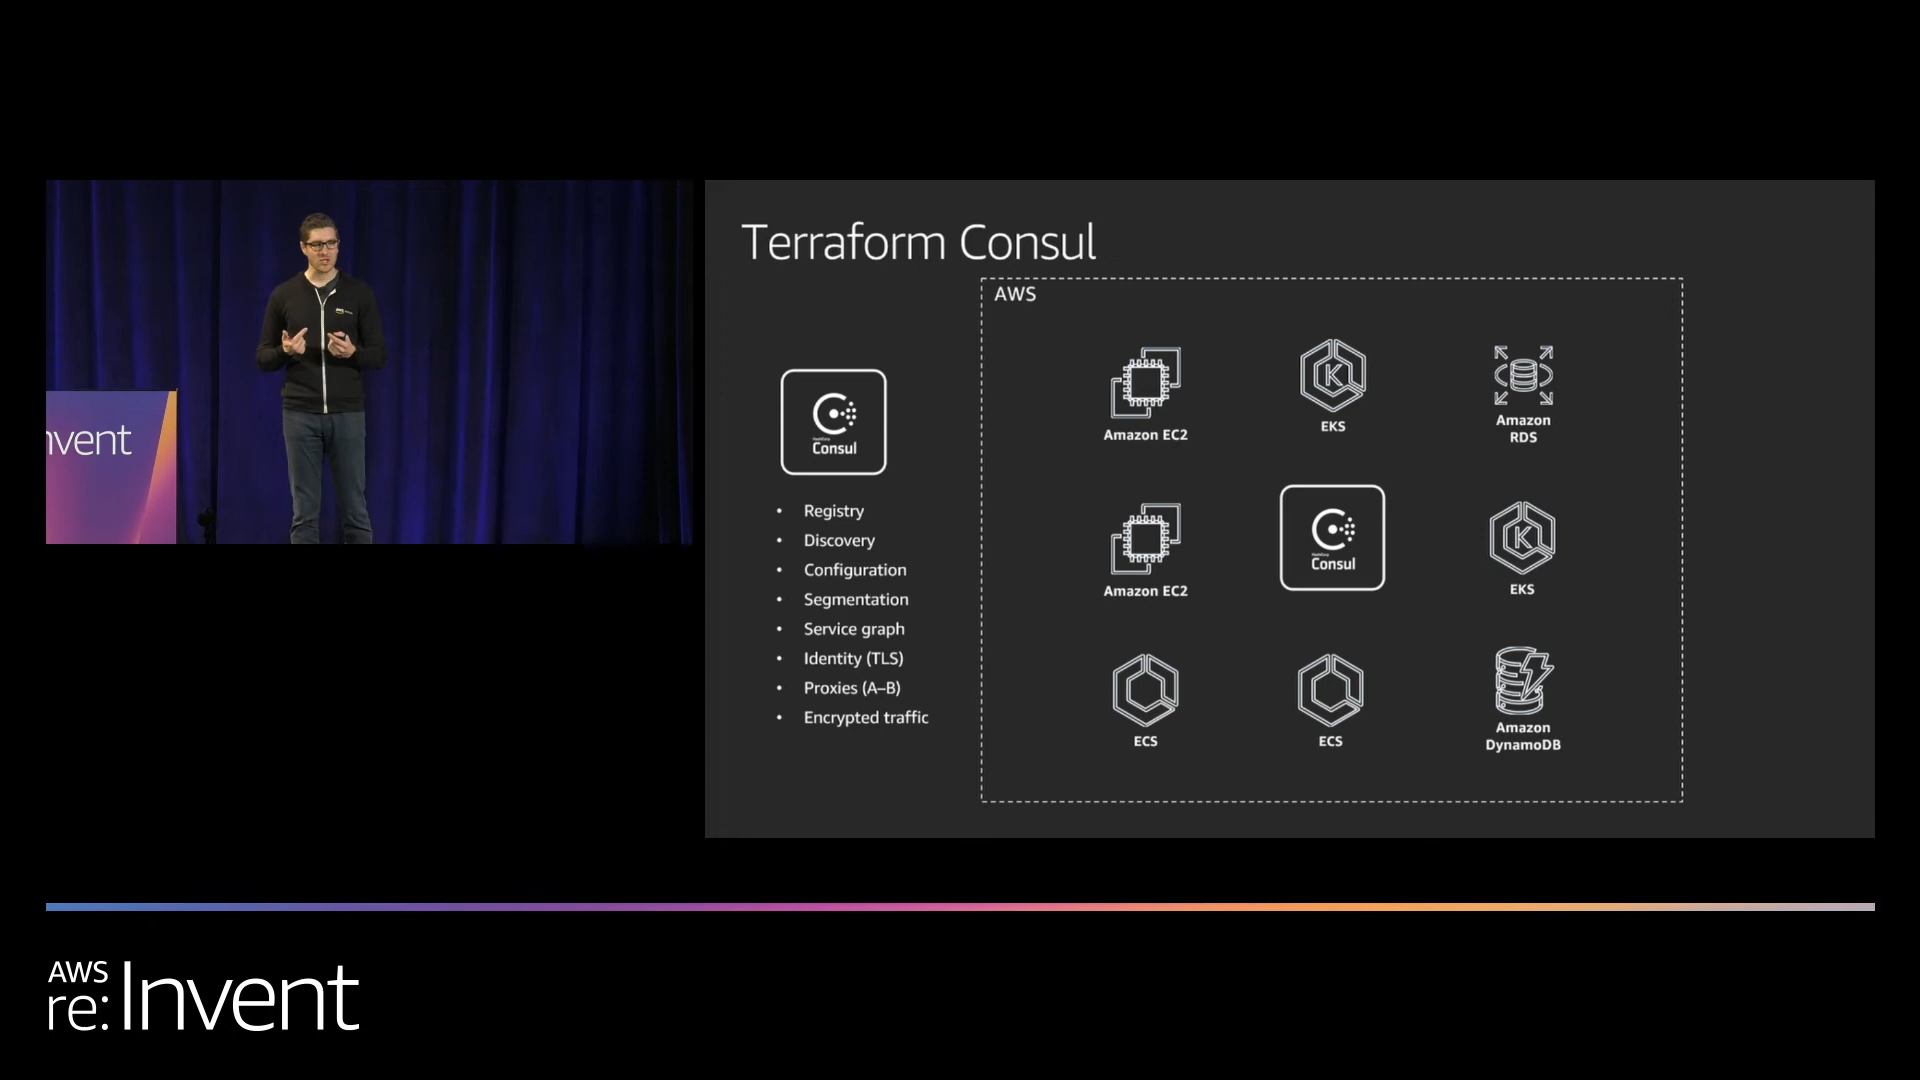 nvent
Terraform Consul
AWS
Consul
• Registry
• Discovery
• Configuration
• Segmentation
• Service graph
• Identity (TLS)
• Proxies (A–B)
• Encrypted traffic
Amazon EC2
EKS
Amazon
RDS
Amazon EC2
Consul
EKS
ECS
ECS
Amazon
DynamoDB
AWS
re:Invent